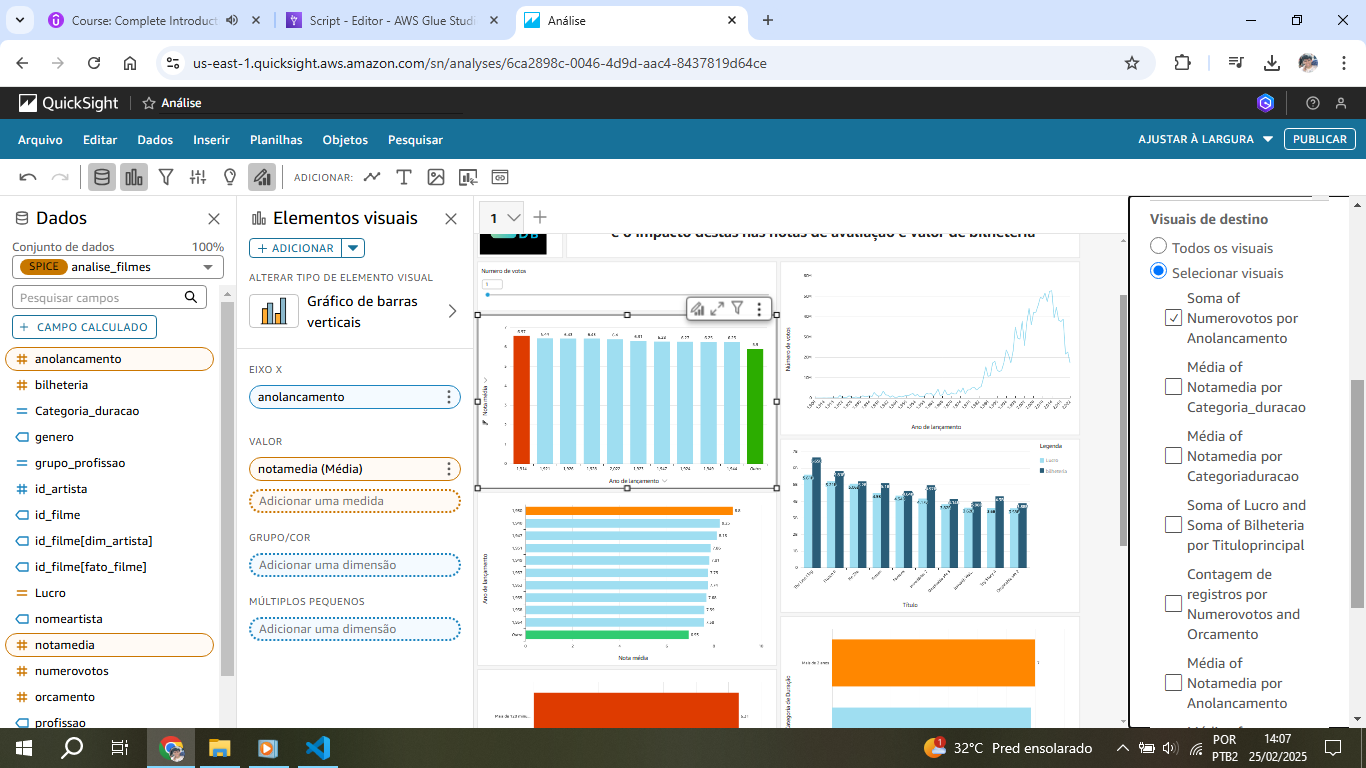 Course: Complete Introduct
Script - Editor - AWS Glue Studi
Análise
us-east-1.quicksight.aws.amazon.com/sn/analyses/6ca2898c-0046-4d9d-aac4-8437819d64ce
QuickSight
Análise
Arquivo Editar Dados Inserir Planilhas Objetos Pesquisar
AJUSTAR À LARGURA
PUBLICAR
ADICIONAR:
Dados
Conjunto de dados 100%
SPICE analise_filmes
Pesquisar campos
+ CAMPO CALCULADO
anolancamento
bilheteria
Categoria_duracao
genero
grupo_profissao
id_artista
id_filme
id_filme[dim_artista]
id_filme[fato_filme]
Lucro
nomeartista
notamedia
numerovotos
orcamento
profissao
Elementos visuais
+ ADICIONAR
ALTERAR TIPO DE ELEMENTO VISUAL
Gráfico de barras
verticais
EIXO X
anolancamento
VALOR
notamedia (Média)
Adicionar uma medida
GRUPO/COR
Adicionar uma dimensão
MÚLTIPLOS PEQUENOS
Adicionar uma dimensão
1
e o impacto destas nas notas de avaliação e valor de bilheteria
Numero de votos
Nota média
Ano de lançamento
Ano de lançamento
Nota média
Número de votos
Ano de lançamento
Legenda
Lucro
bilheteria
Título
Mais de 2 anos
Visuais de destino
Todos os visuais
Selecionar visuais
Soma of
Numerovotos por
Anolancamento
Média of
Notamedia por
Categoria_duracao
Média of
Notamedia por
Categoriaduracao
Soma of Lucro and
Soma of Bilheteria
por Tituloprincipal
Contagem de
registros por
Numerovotos and
Orcamento
Média of
Notamedia por
Anolancamento
32°C Pred ensolarado
POR
PTB2
14:07
25/02/2025